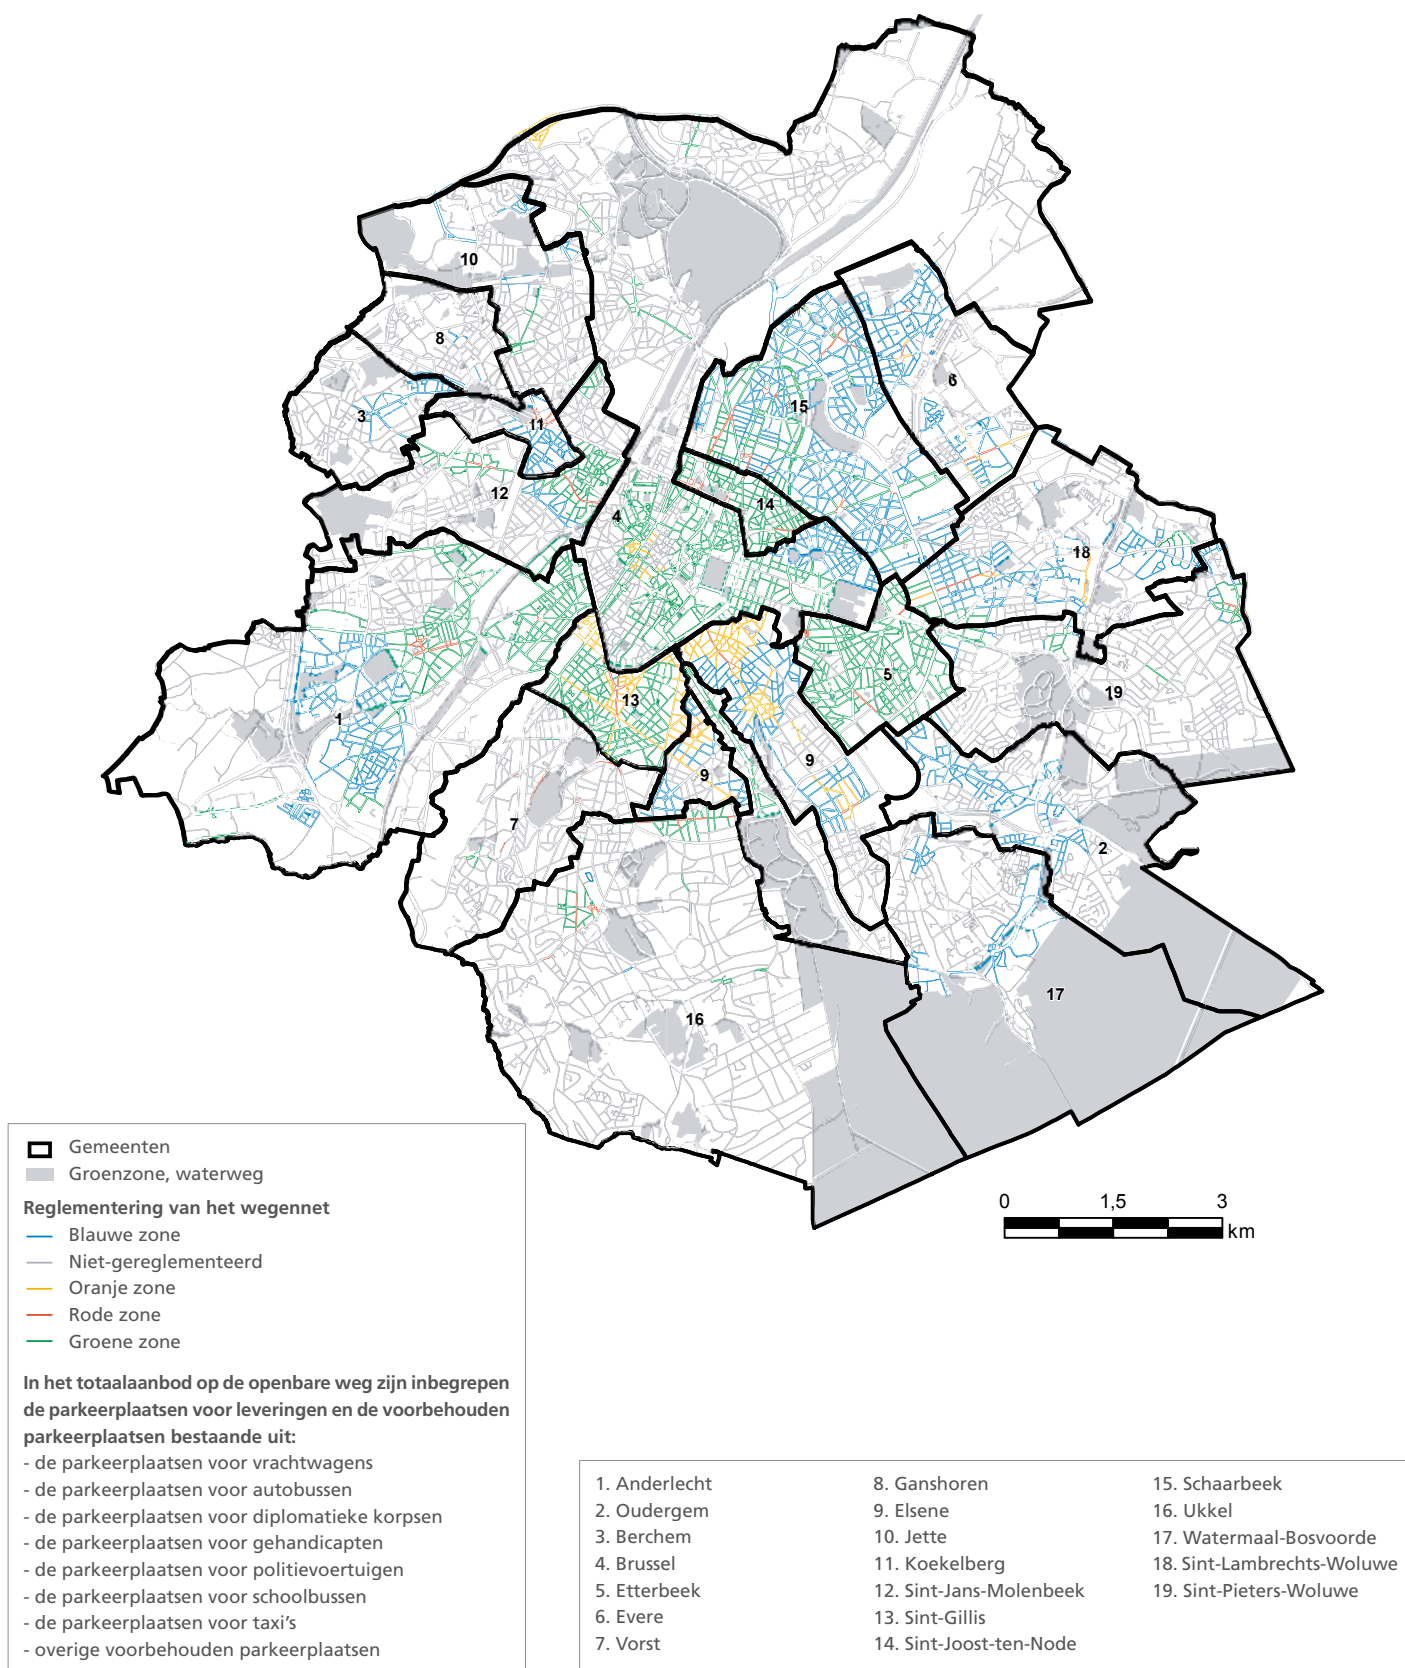 10
8
3
11
12
15
6
14
4
18
5
19
13
1
9
9
7
2
17
16
Gemeenten
Groenzone, waterweg
Reglementering van het wegennet
Blauwe zone
Niet-gereglementeerd
Oranje zone
Rode zone
Groene zone
In het totaalaanbod op de openbare weg zijn inbegrepen
de parkeerplaatsen voor leveringen en de voorbehouden
parkeerplaatsen bestaande uit:
- de parkeerplaatsen voor vrachtwagens
- de parkeerplaatsen voor autobussen
- de parkeerplaatsen voor diplomatieke korpsen
- de parkeerplaatsen voor gehandicapten
- de parkeerplaatsen voor politievoertuigen
- de parkeerplaatsen voor schoolbussen
- de parkeerplaatsen voor taxi's
- overige voorbehouden parkeerplaatsen
0 1,5 3
km
1. Anderlecht
2. Oudergem
3. Berchem
4. Brussel
5. Etterbeek
6. Evere
7. Vorst
8. Ganshoren
9. Elsene
10. Jette
11. Koekelberg
12. Sint-Jans-Molenbeek
13. Sint-Gillis
14. Sint-Joost-ten-Node
15. Schaarbeek
16. Ukkel
17. Watermaal-Bosvoorde
18. Sint-Lambrechts-Woluwe
19. Sint-Pieters-Woluwe